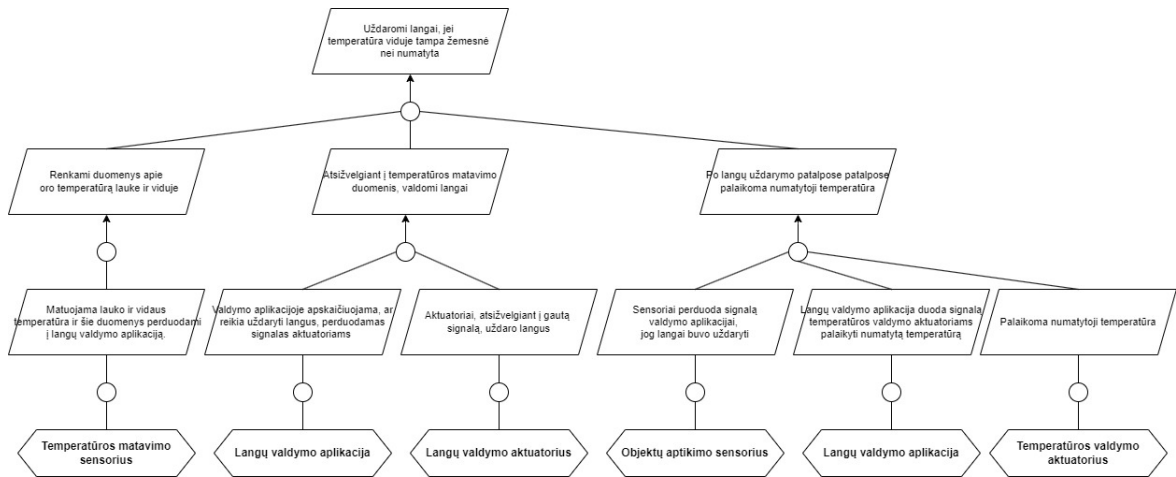 Uždaromi langai, jei
temperatūra viduje tampa žemesnė
nei numatyta
Renkami duomenys apie
oro temperatūrą lauke ir viduje
Atsižvelgiant į temperatūros matavimo
duomenis, valdomi langai
Po langų uždarymo patalpose patalpose
palaikoma numatytoji temperatūra
Matuojama lauko ir vidaus
temperatūra ir šie duomenys perduodami
į langų valdymo aplikaciją.
Valdymo aplikacijoje apskaičiuojama, ar
reikia uždaryti langus, perduodamas
signalas aktuatoriams
Aktuatoriai, atsižvelgiant į gautą
signalą, uždaro langus
Sensoriai perduoda signalą
valdymo aplikacijai,
jog langai buvo uždaryti
Langų valdymo aplikacija duoda signalą
temperatūros valdymo aktuatoriams
palaikyti numatytą temperatūrą
Palaikoma numatytoji temperatūra
Temperatūros matavimo
sensorius
Langų valdymo aplikacija
Langų valdymo aktuatorius
Objektų aptikimo sensorius
Langų valdymo aplikacija
Temperatūros valdymo
aktuatorius